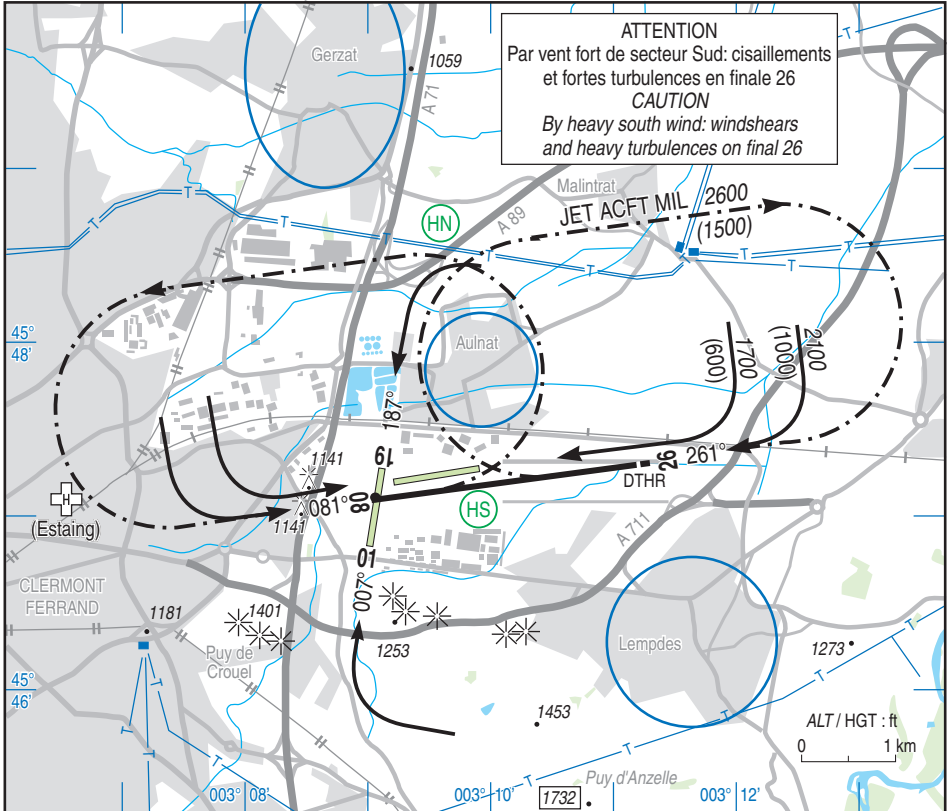 ATTENTION
Par vent fort de secteur Sud: cisaillements
et fortes turbulences en finale 26
CAUTION
By heavy south wind: windshears
and heavy turbulences on final 26
Gerzat
1059
A 71
Malintrat
JET ACFT MIL 2600
(1500)
HN
A 89
T
T
T
T
T
T
T
45°
48'
Aulnat
1700
(600)
2100
(1000)
187°
19
1141
081°
08
1141
26
261°
DTHR
HS
H
(Estaing)
01
007°
A 711
CLERMONT
FERRAND
1181
1401
Puy de
Crouel
1253
Lempdes
1273
45°
46'
1453
T
T
T
T
T
T
ALT / HGT : ft
0 1 km
Puy d'Anzelle
1732
003° 08'
003° 10'
003° 12'